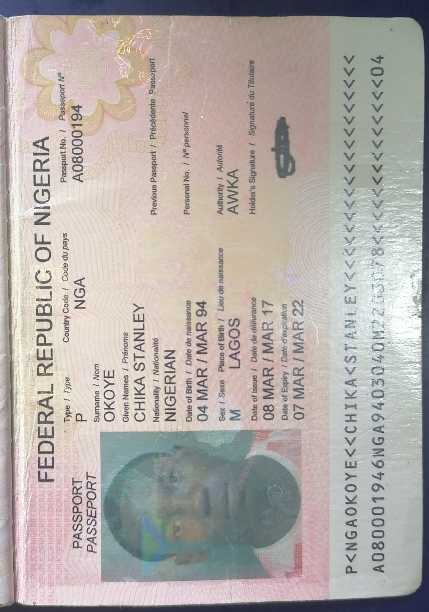 FEDERAL REPUBLIC OF NIGERIA
PASSPORT
PASSEPORT
Type / Type
P
Country Code / Code du pays
NGA
Passport No. / Passeport Nº
A08000194
Surname / Nom
OKOYE
Given Names / Prénoms
CHIKA STANLEY
Nationality / Nationalité
NIGERIAN
Previous Passport / Précédente Passeport
Date of Birth / Date de naissance
04 MAR / MAR 94
Personal No. / Nº personnel
Sex / Sexe
M
Place of Birth / Lieu de naissance
LAGOS
Authority / Autorité
AWKA
Date of Issue / Date de délivrance
08 MAR / MAR 17
Holder's Signature / Signature du Titulaire
Date of Expiry / Date d'expiration
07 MAR / MAR 22
P<NGAOKOYE<<CHIKA<STANLEY<<<<<<<<<<<<<<<<<<<
A080001946NGA9403040M2203078<<<<<<<<<<<<<<04